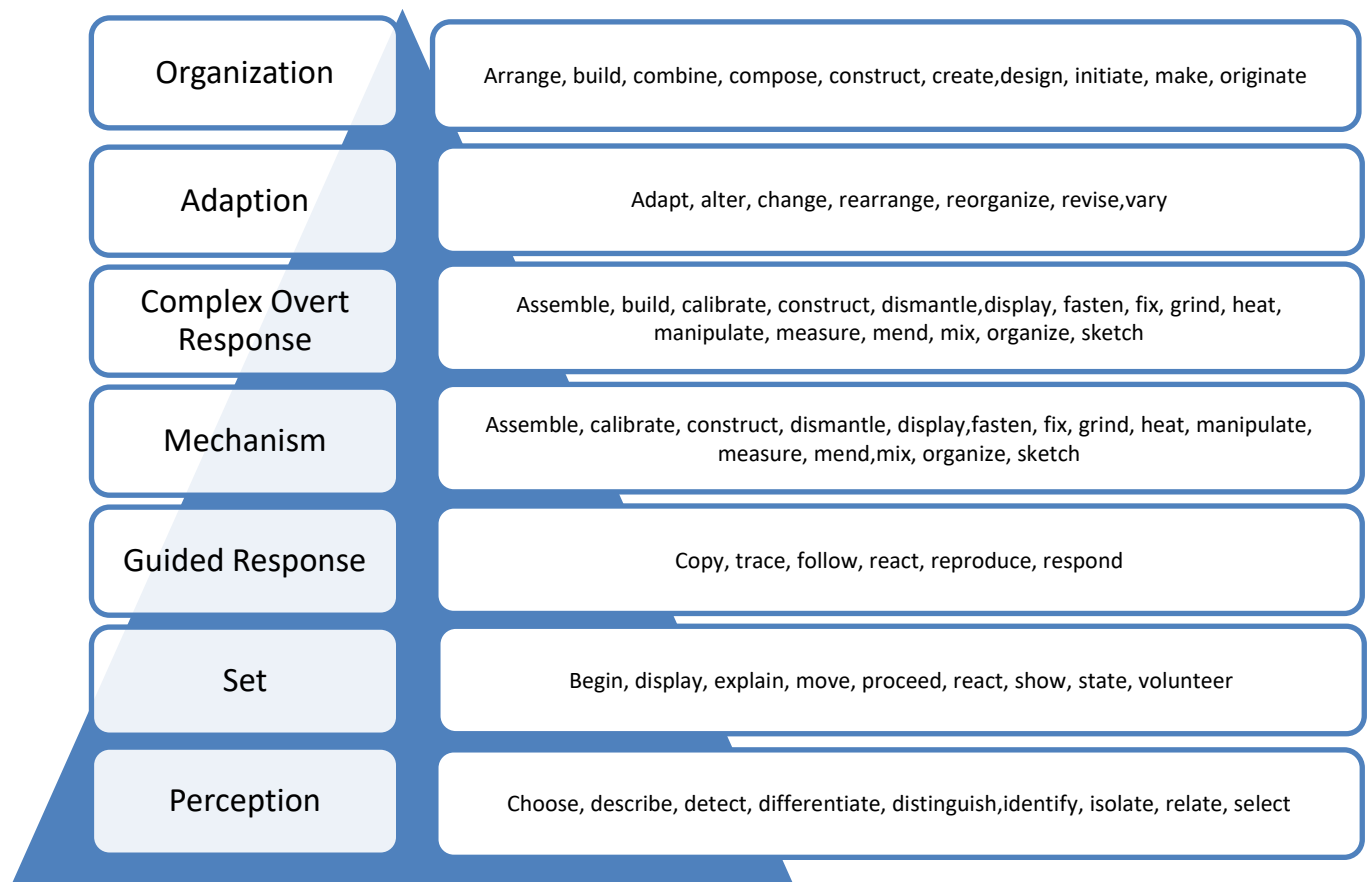 Organization
Arrange, build, combine, compose, construct, create,design, initiate, make, originate
Adaption
Adapt, alter, change, rearrange, reorganize, revise,vary
Complex Overt
Response
Assemble, build, calibrate, construct, dismantle,display, fasten, fix, grind, heat,
manipulate, measure, mend, mix, organize, sketch
Mechanism
Assemble, calibrate, construct, dismantle, display,fasten, fix, grind, heat, manipulate,
measure, mend,mix, organize, sketch
Guided Response
Copy, trace, follow, react, reproduce, respond
Set
Begin, display, explain, move, proceed, react, show, state, volunteer
Perception
Choose, describe, detect, differentiate, distinguish,identify, isolate, relate, select